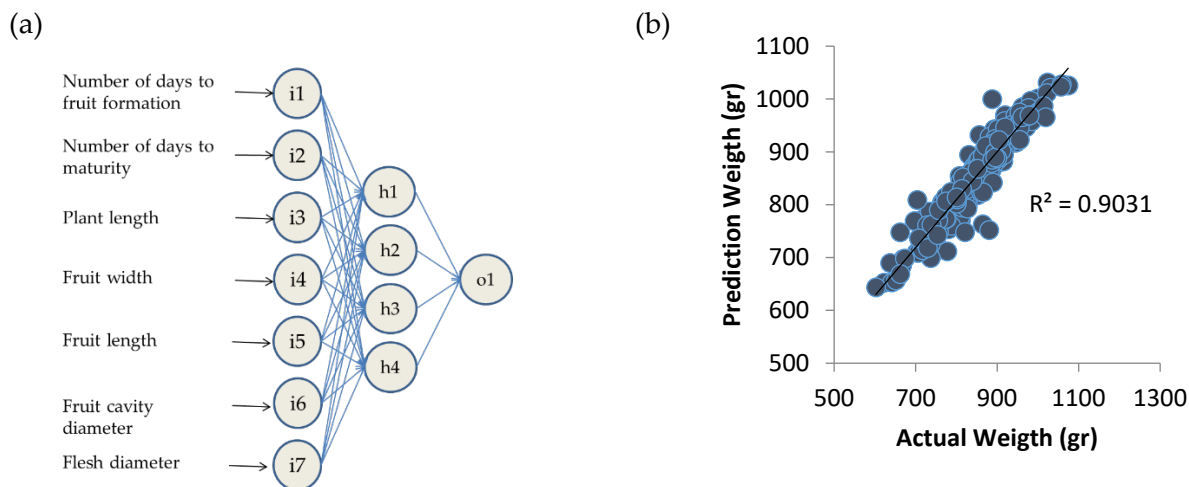 (a)
Number of days to
fruit formation
Number of days to
maturity
Plant length
Fruit width
Fruit length
Fruit cavity
diameter
Flesh diameter
i1
i2
i3
i4
i5
i6
i7
h1
h2
h3
h4
o1
(b)
Prediction Weigth (gr)
1100
1000
900
800
700
600
500
R² = 0.9031
500 700 900 1100 1300
Actual Weigth (gr)